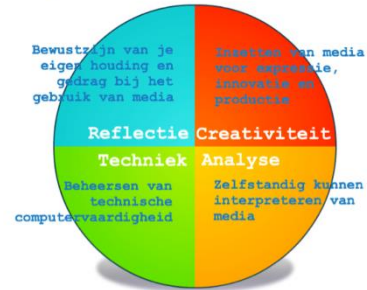 Bewustzijn van je
eigen houding en
gedrag bij het
gebruik van media
Inzetten van media
voor expressie,
innovatie en
productie
Reflectie
Creativiteit
Techniek
Analyse
Beheersen van
technische
computervaardigheid
Zelfstandig kunnen
interpreteren van
media